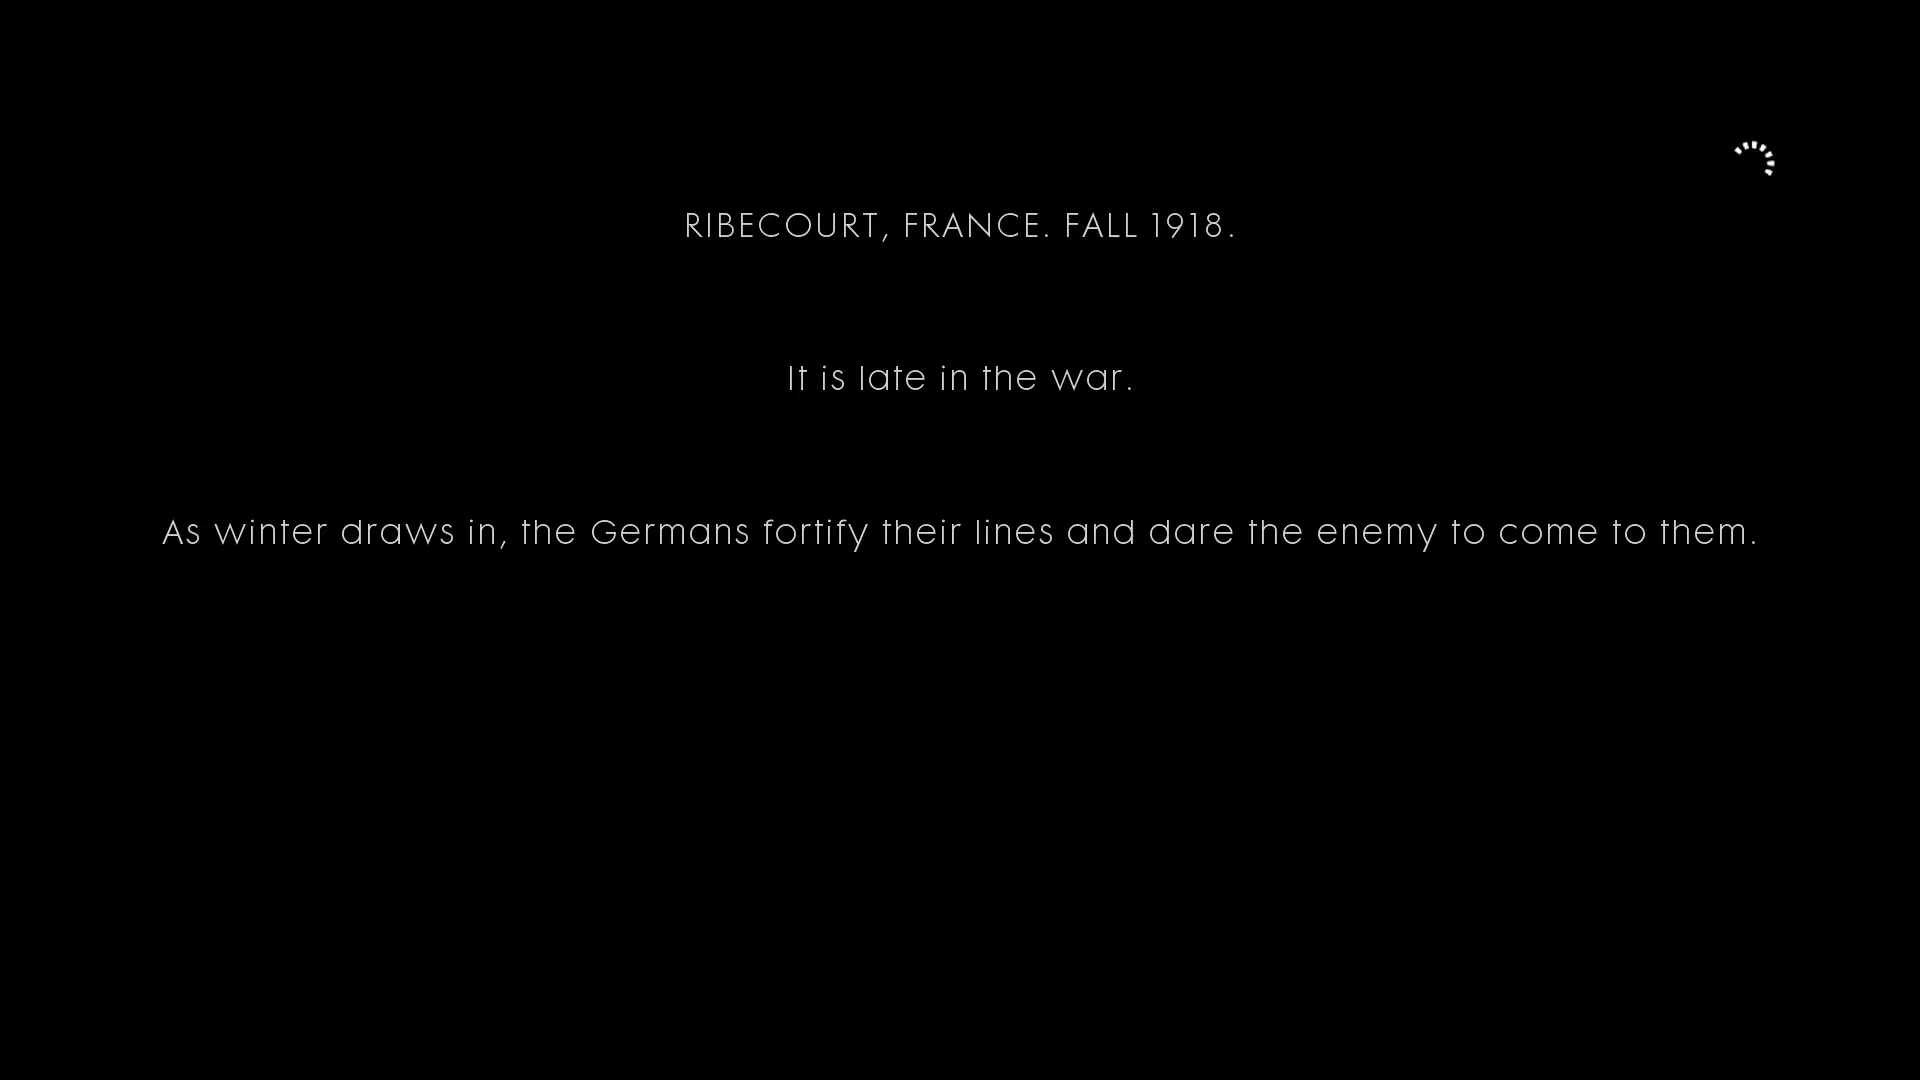 RIBECOURT, FRANCE. FALL 1918.
It is late in the war.
As winter draws in, the Germans fortify their lines and dare the enemy to come to them.